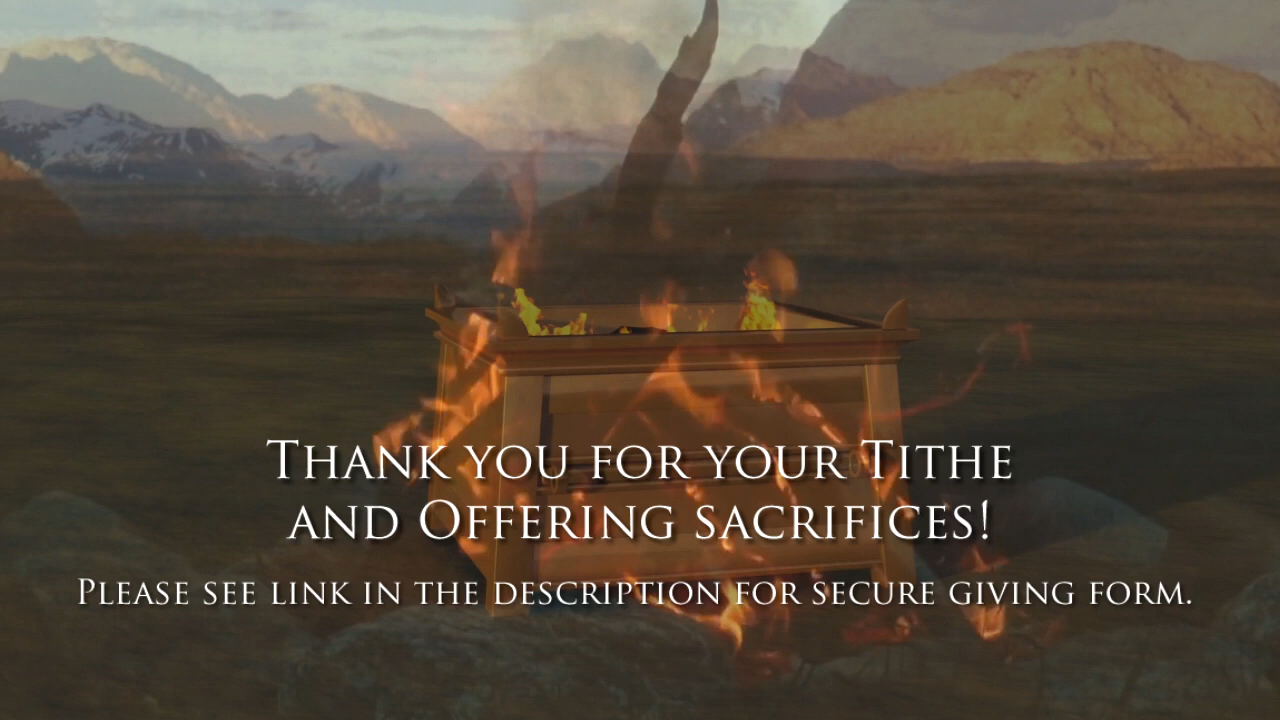 Thank you for your Tithe
and Offering sacrifices!
Please see link in the description for secure giving form.